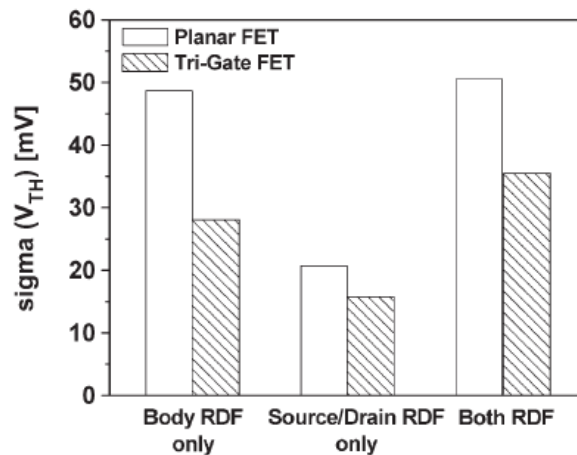 60
50
40
30
20
10
0
sigma (V_TH) [mV]
Planar FET
Tri-Gate FET
Body RDF
only
Source/Drain RDF
only
Both RDF